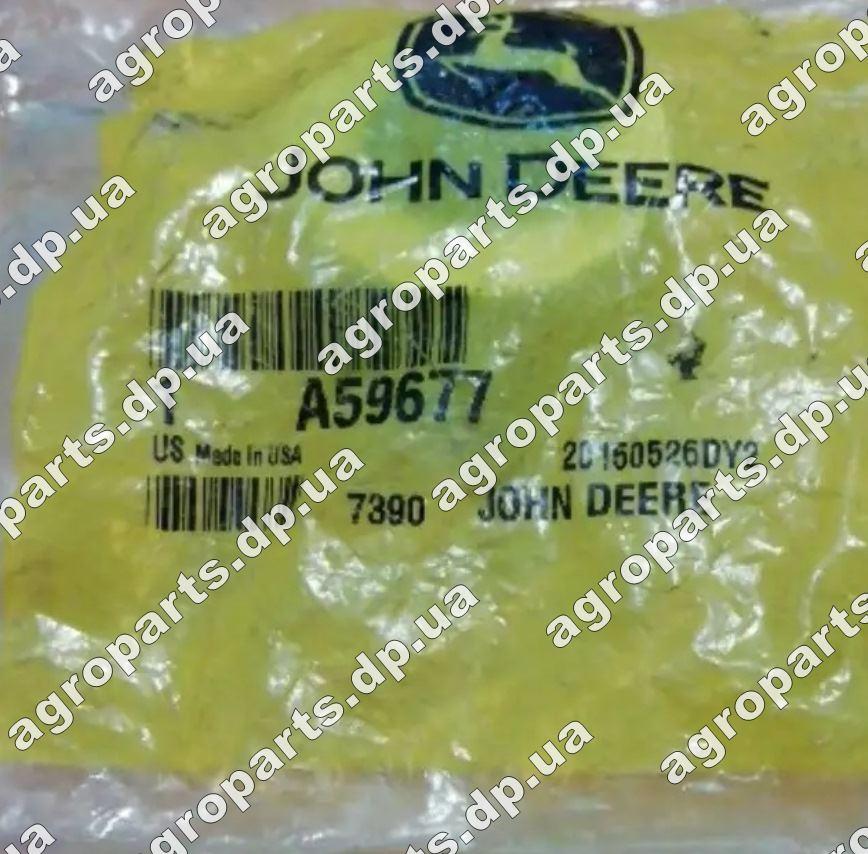 JOHN DEERE
1 A59677
US Made in USA 20160526DY2
7390 JOHN DEERE
agroparts.dp.ua